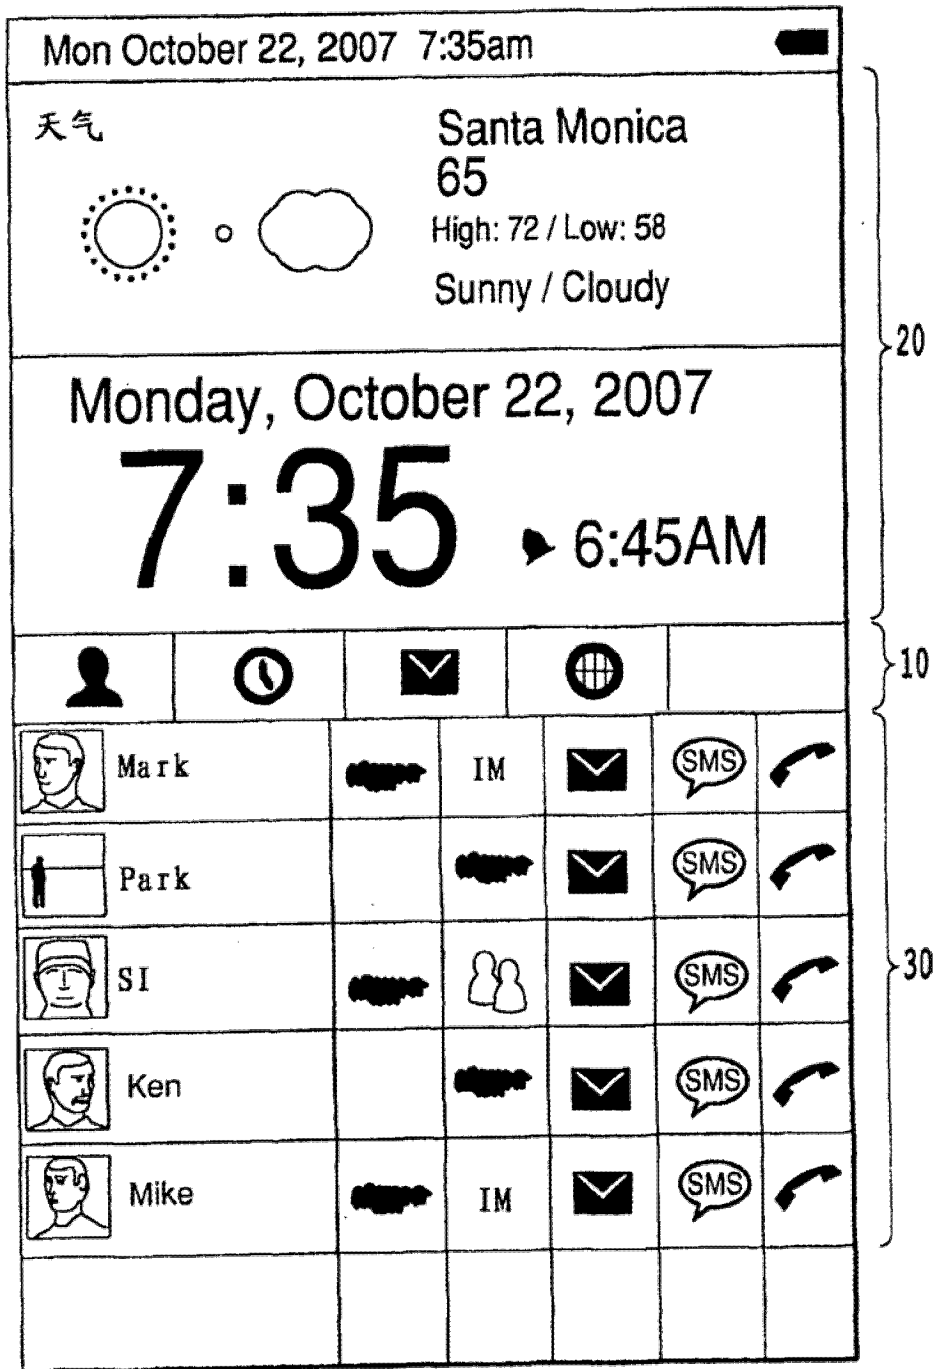 Mon October 22, 2007 7:35am
天气
Santa Monica
65
High: 72 / Low: 58
Sunny / Cloudy
20
Monday, October 22, 2007
7:35 6:45AM
10
Mark IM SMS
Park SMS
SI SMS
30
Ken SMS
Mike IM SMS